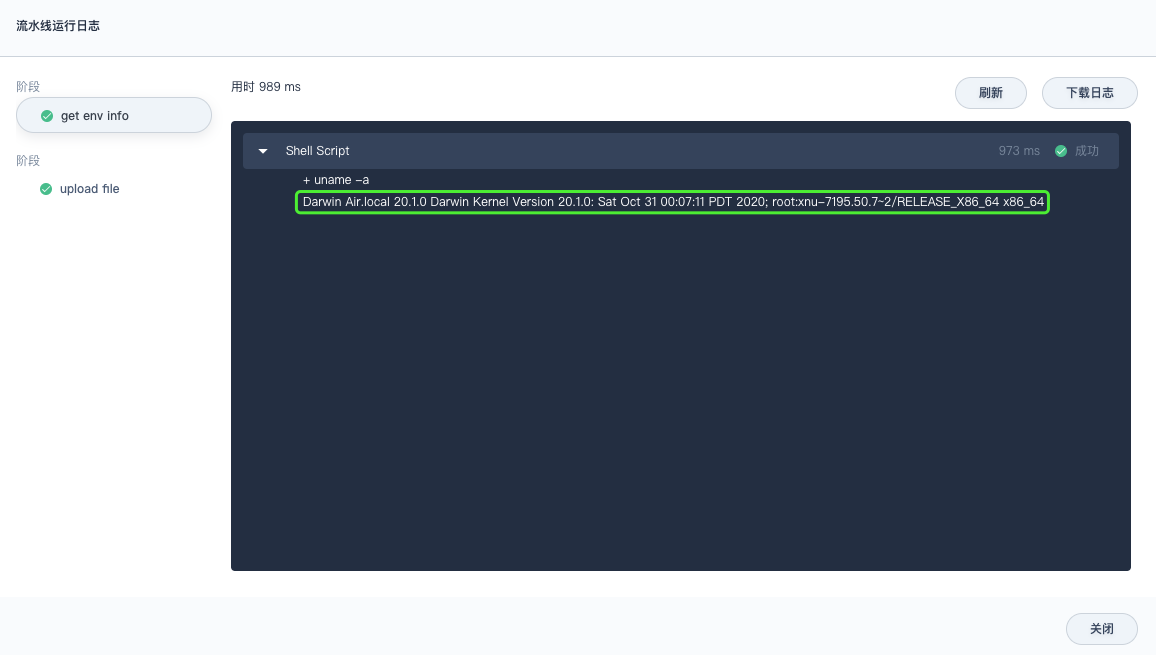 流水线运行日志
阶段
get env info
阶段
upload file
用时 989 ms
刷新
下载日志
Shell Script
973 ms
成功
+ uname -a
Darwin Air.local 20.1.0 Darwin Kernel Version 20.1.0: Sat Oct 31 00:07:11 PDT 2020; root:xnu-7195.50.7~2/RELEASE_X86_64 x86_64
关闭